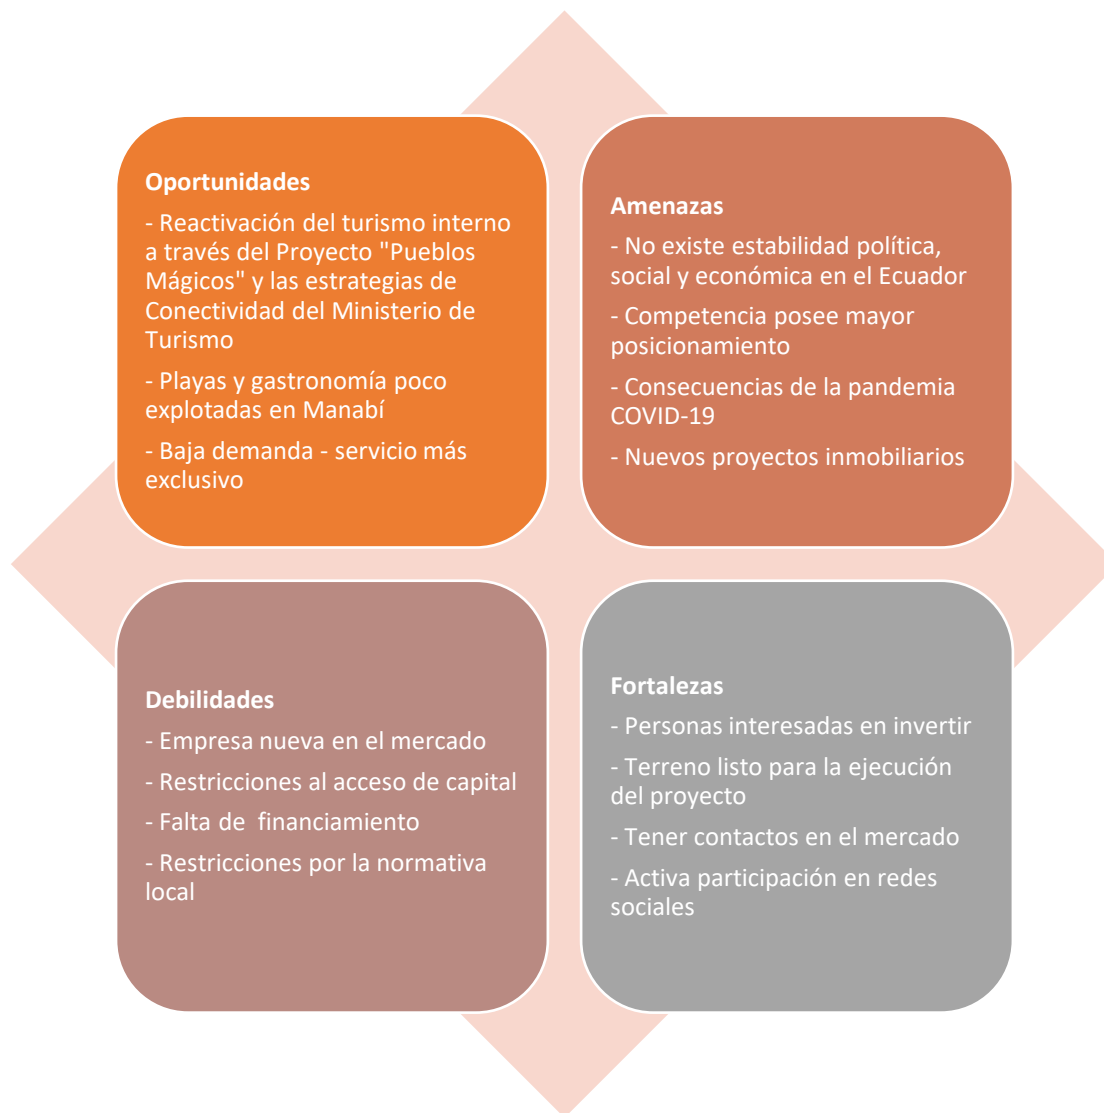 Oportunidades
- Reactivación del turismo interno
a través del Proyecto "Pueblos
Mágicos" y las estrategias de
Conectividad del Ministerio de
Turismo
- Playas y gastronomía poco
explotadas en Manabí
- Baja demanda - servicio más
exclusivo
Amenazas
- No existe estabilidad política,
social y económica en el Ecuador
- Competencia posee mayor
posicionamiento
- Consecuencias de la pandemia
COVID-19
- Nuevos proyectos inmobiliarios
Debilidades
- Empresa nueva en el mercado
- Restricciones al acceso de capital
- Falta de  financiamiento
- Restricciones por la normativa
local
Fortalezas
- Personas interesadas en invertir
- Terreno listo para la ejecución
del proyecto
- Tener contactos en el mercado
- Activa participación en redes
sociales